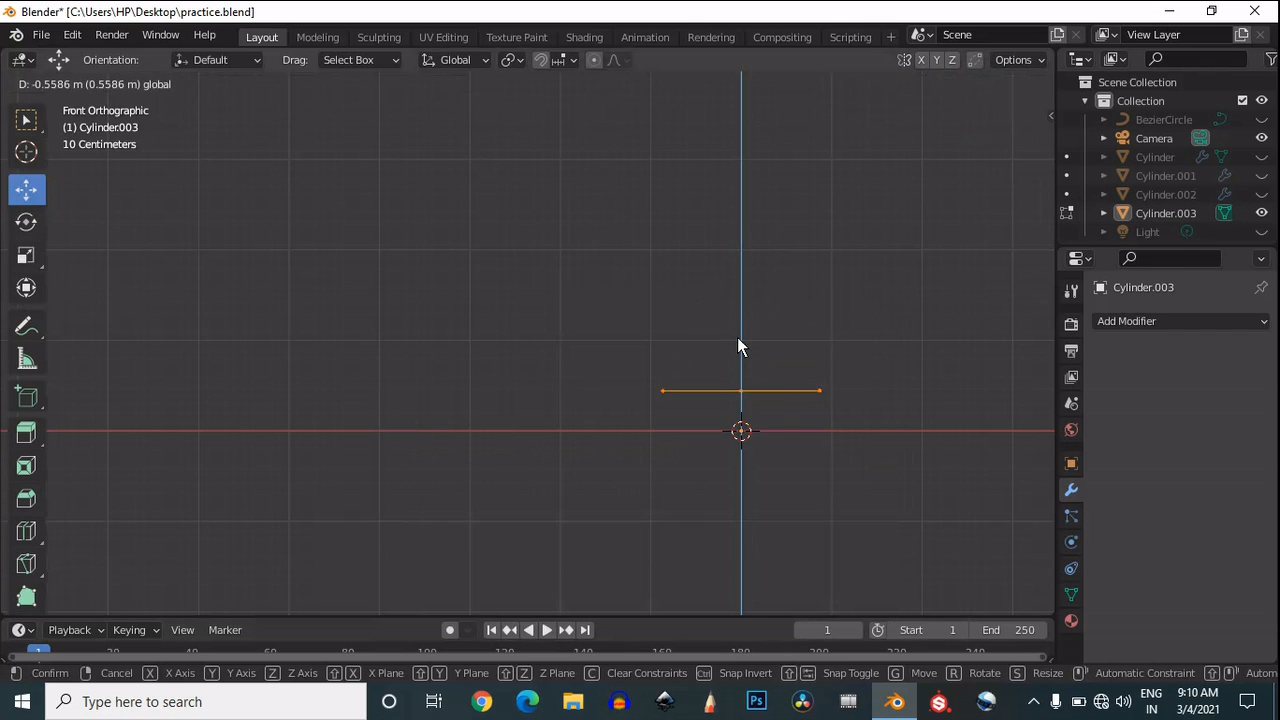 Blender* [C:\Users\HP\Desktop\practice.blend]
File Edit Render Window Help Layout Modeling Sculpting UV Editing Texture Paint Shading Animation Rendering Compositing Scripting + Scene View Layer
Orientation: Default Drag: Select Box Global X Y Z Options
D: -0.5586 m (0.5586 m) global
Front Orthographic
(1) Cylinder.003
10 Centimeters
Scene Collection
Collection
BezierCircle
Camera
Cylinder
Cylinder.001
Cylinder.002
Cylinder.003
Light
Cylinder.003
Add Modifier
Playback Keying View Marker 1 Start 1 End 250
Confirm Cancel X X Axis Y Y Axis Z Z Axis X X Plane Y Y Plane Z Z Plane C Clear Constraints Ctrl Snap Invert Snap Toggle G Move R Rotate S Resize Automatic Constraint Autom
Type here to search
Ps
ENG
IN
9:10 AM
3/4/2021